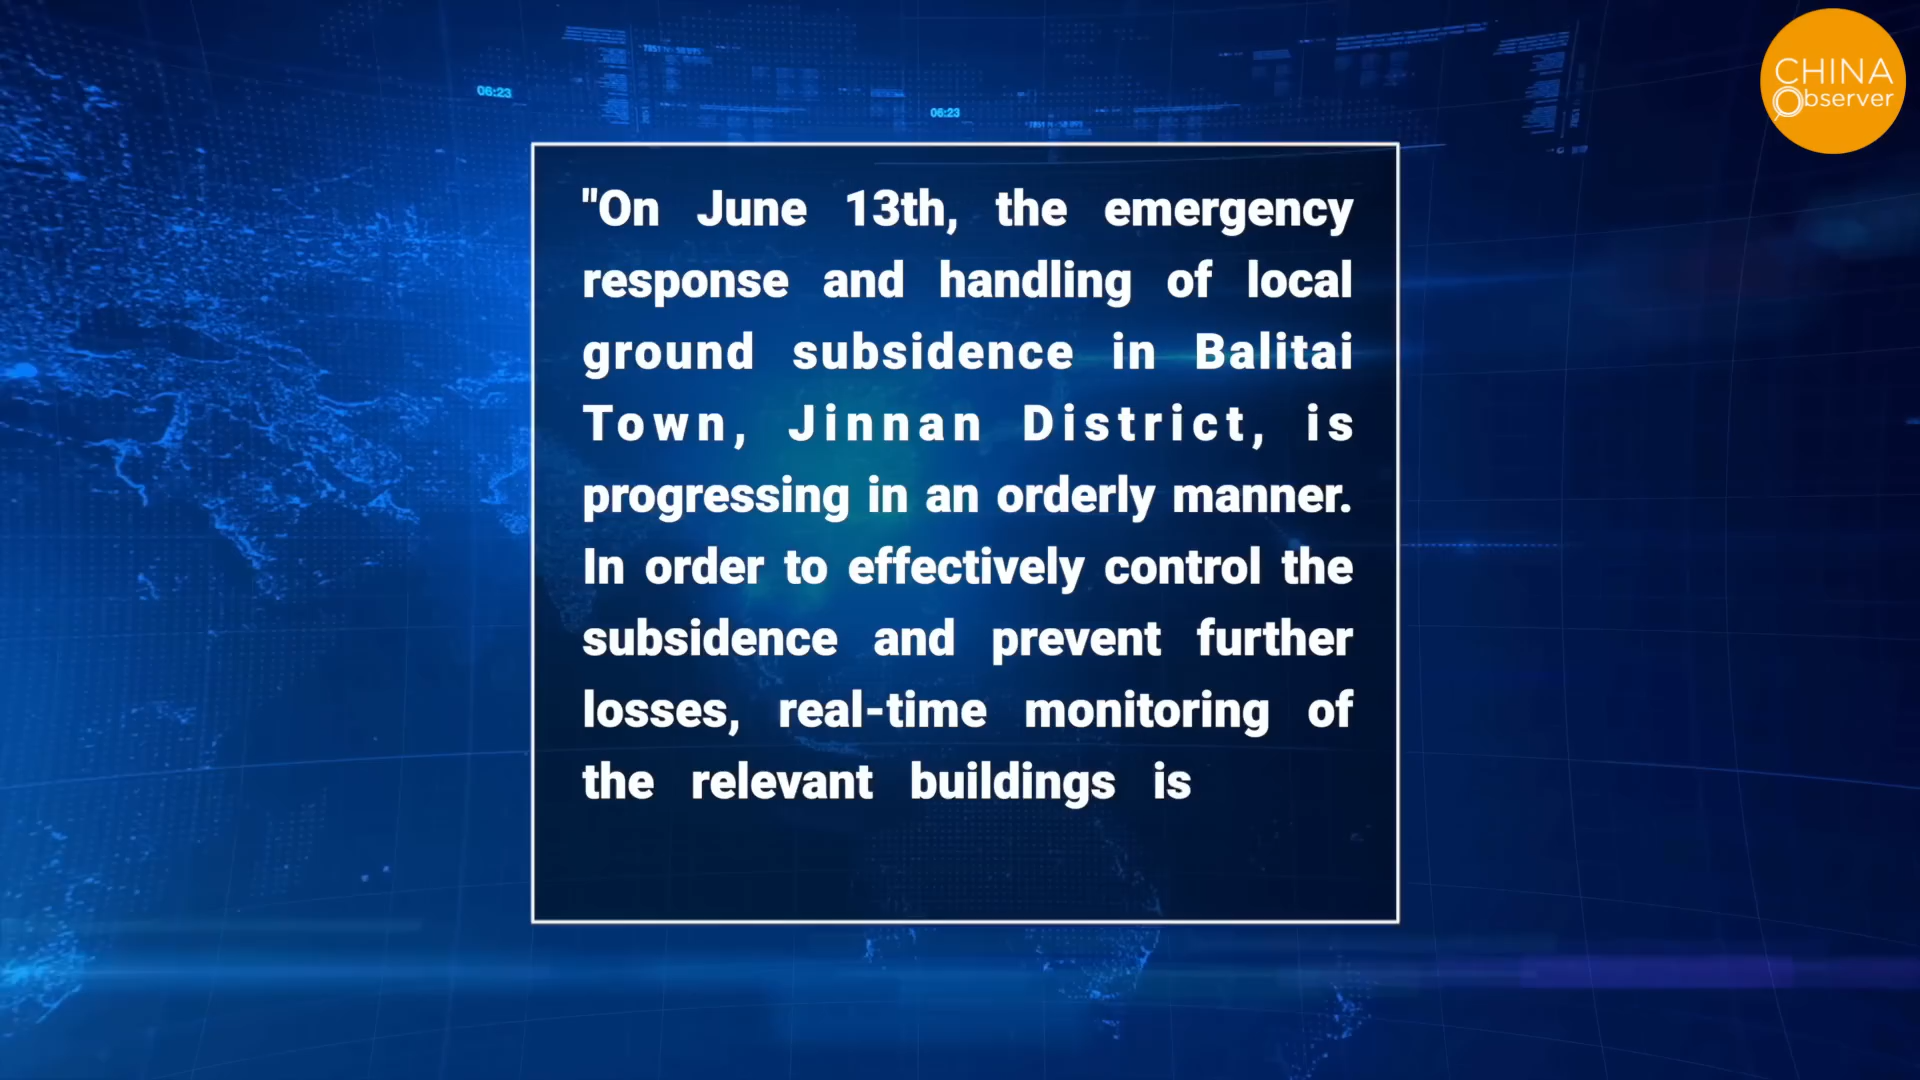 CHINA
Observer
06:23
06:23
"On June 13th, the emergency
response and handling of local
ground subsidence in Balitai
Town, Jinnan District, is
progressing in an orderly manner.
In order to effectively control the
subsidence and prevent further
losses, real-time monitoring of
the relevant buildings is